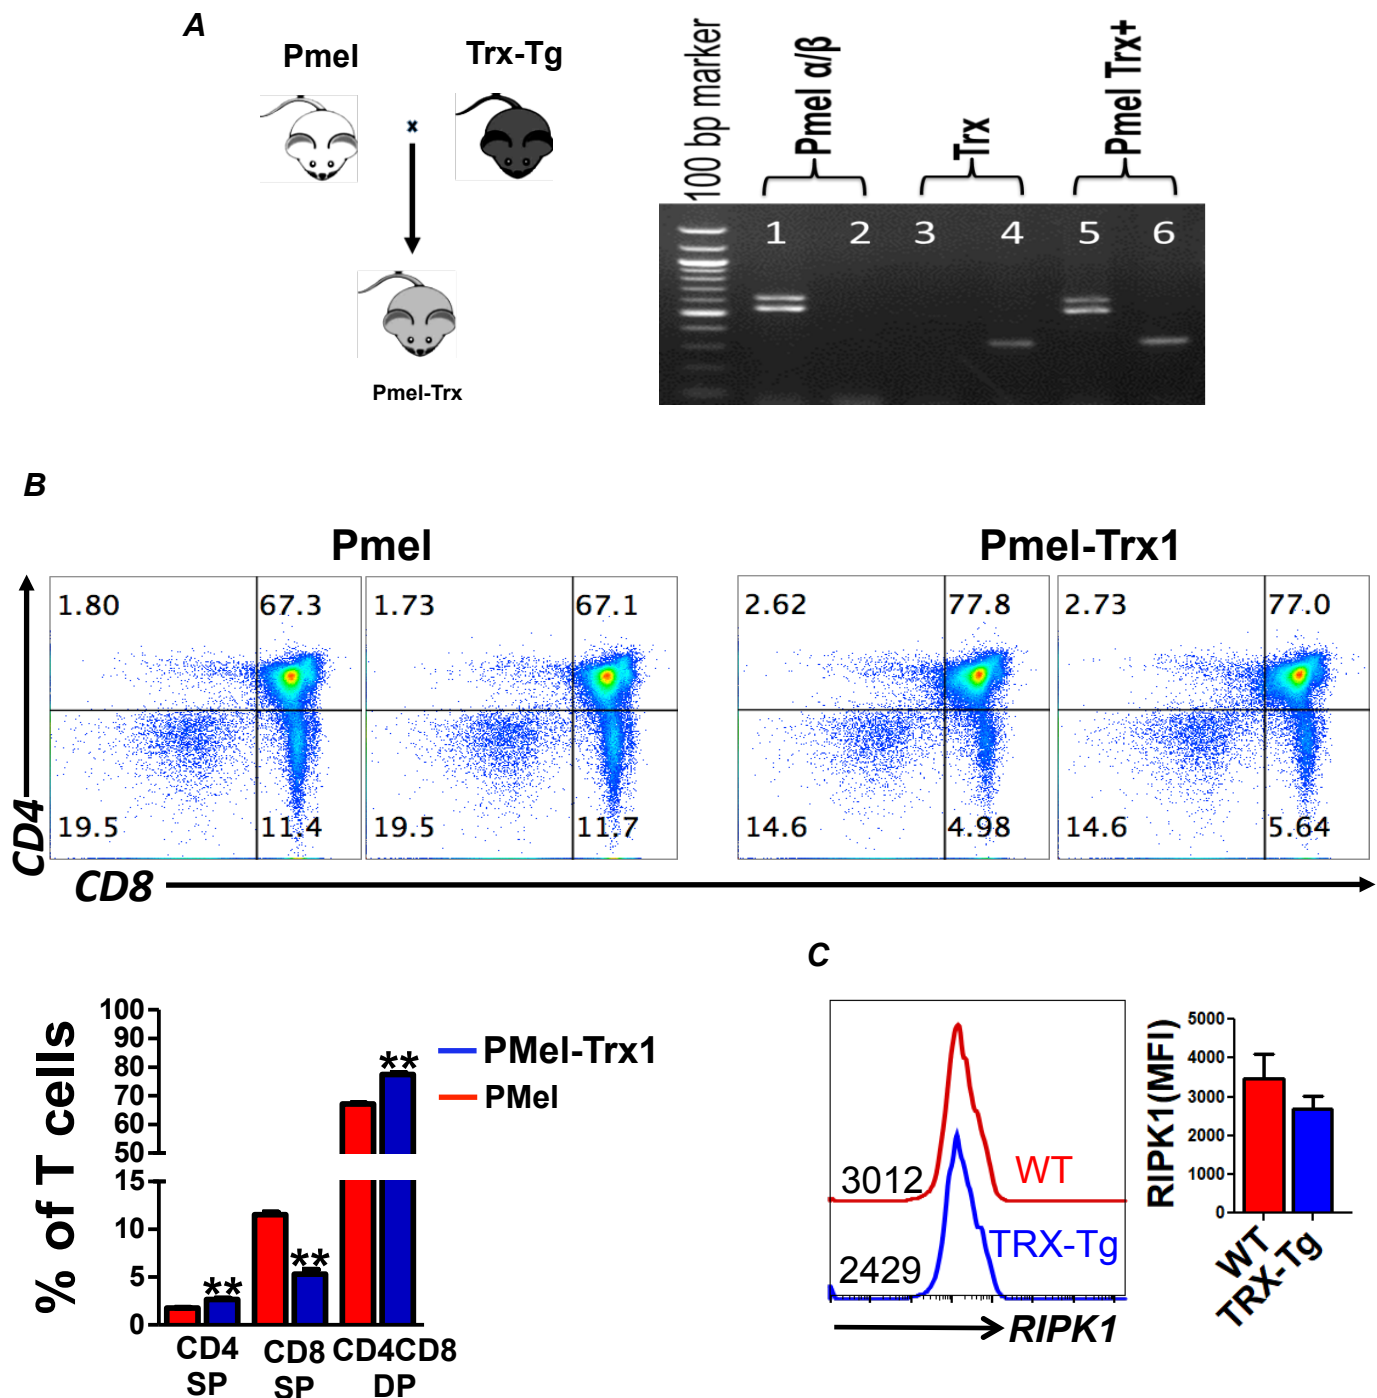 A
Pmel
Trx-Tg
x
Pmel-Trx
100 bp marker
Pmel α/β
Trx
Pmel Trx+
1 2 3 4 5 6
B
Pmel
Pmel-Trx1
1.80 67.3 1.73 67.1 2.62 77.8 2.73 77.0
19.5 11.4 19.5 11.7 14.6 4.98 14.6 5.64
CD4
CD8
% of T cells
100
90
80
70
60
50
15
10
5
0
**
**
**
CD4
SP
CD8
SP
CD4CD8
DP
PMel-Trx1
PMel
C
3012
WT
2429
TRX-Tg
RIPK1
RIPK1(MFI)
5000
4000
3000
2000
1000
0
WT
TRX-Tg